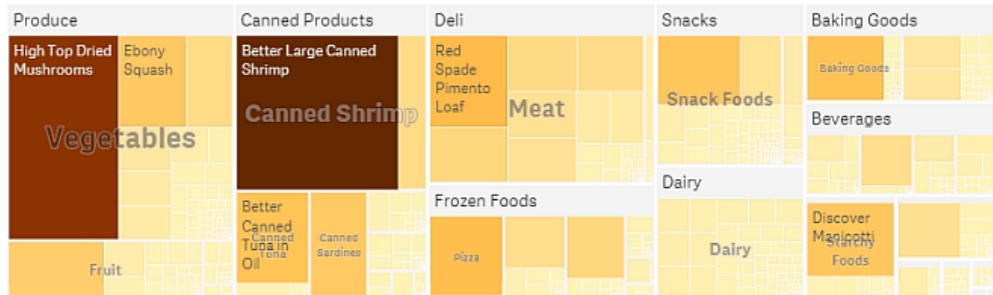 Produce
High Top Dried
Mushrooms
Ebony
Squash
Vegetables
Fruit
Canned Products
Better Large Canned
Shrimp
Canned Shrimp
Better
Canned
Tuna in
Oil
Canned
Tuna
Canned
Sardines
Deli
Red
Spade
Pimento
Loaf
Meat
Frozen Foods
Pizza
Snacks
Snack Foods
Dairy
Dairy
Baking Goods
Baking Goods
Beverages
Discover
Manicotti
Starchy
Foods